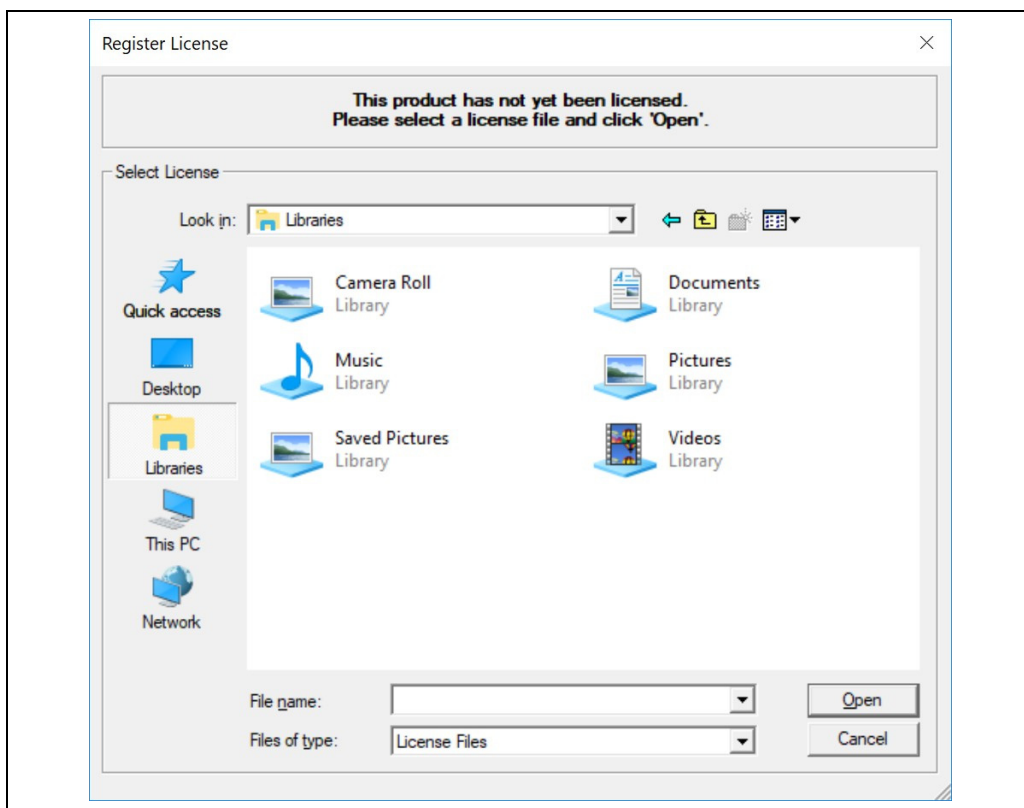 Register License
This product has not yet been licensed.
Please select a license file and click 'Open'.
Select License
Look in:
Libraries
Quick access
Desktop
Libraries
This PC
Network
Camera Roll
Library
Documents
Library
Music
Library
Pictures
Library
Saved Pictures
Library
Videos
Library
File name:
Open
Files of type:
License Files
Cancel